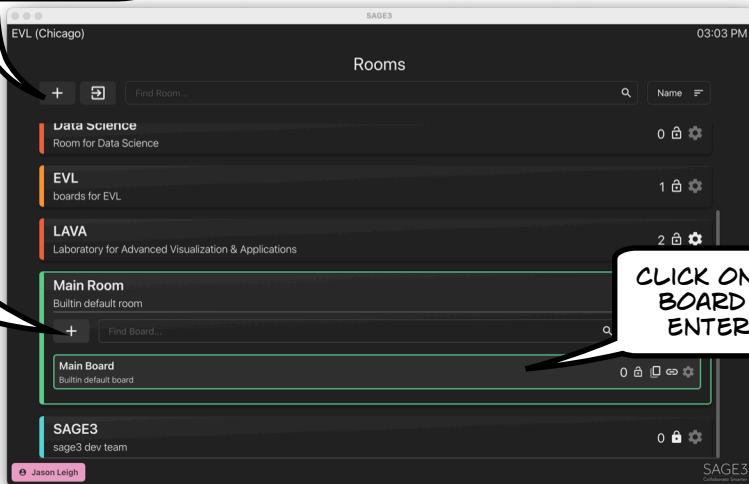 SAGE3
EVL (Chicago)
03:03 PM
Rooms
Find Room...
Name
Data Science
Room for Data Science
0
EVL
boards for EVL
1
LAVA
Laboratory for Advanced Visualization & Applications
2
Main Room
Builtin default room
CLICK ON
BOARD
ENTER
Find Board...
Main Board
Builtin default board
0
SAGE3
sage3 dev team
0
Jason Leigh
SAGE3
Collaborate Smarter